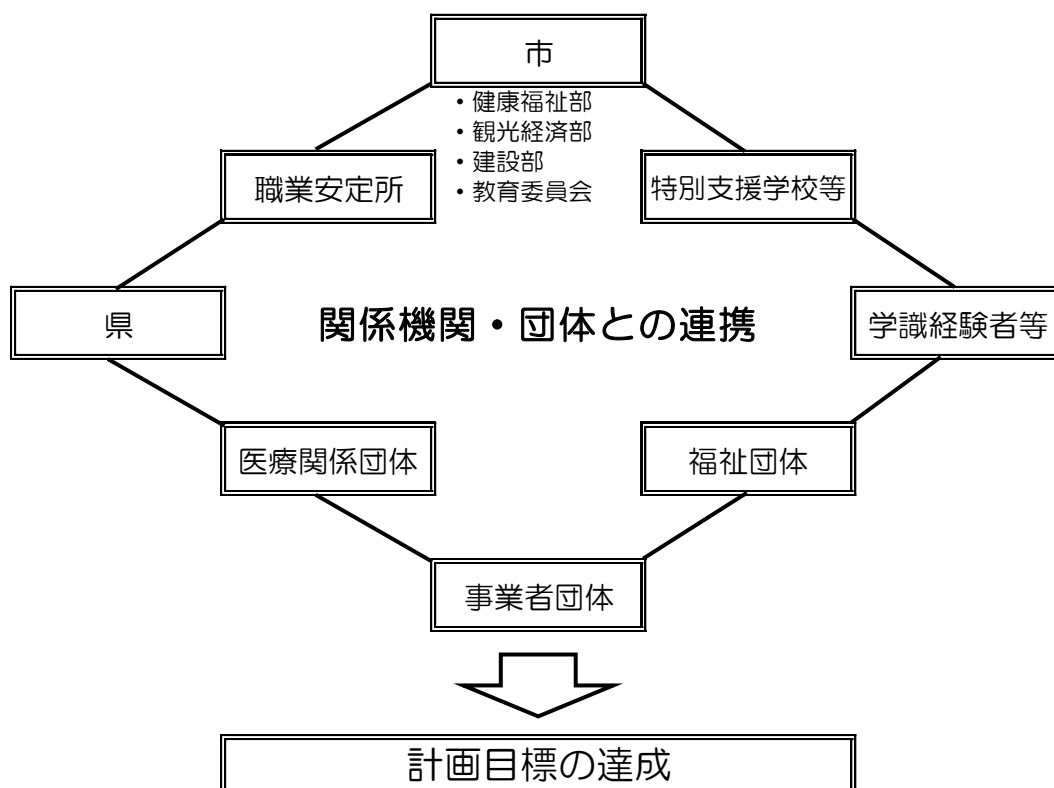 市
・健康福祉部
・観光経済部
・建設部
・教育委員会
職業安定所
特別支援学校等
県
関係機関・団体との連携
学識経験者等
医療関係団体
福祉団体
事業者団体
計画目標の達成